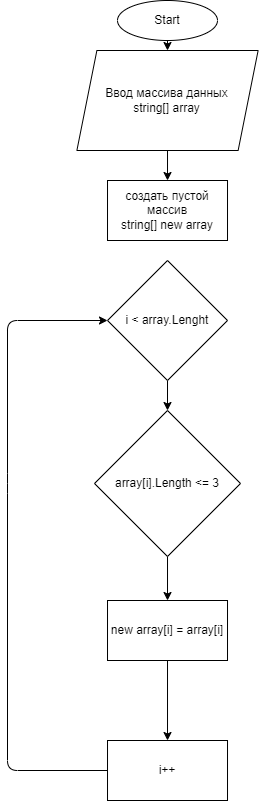 Start
Ввод массива данных
string[] array
создать пустой
массив
string[] new array
i < array.Lenght
array[i].Length <= 3
new array[i] = array[i]
i++